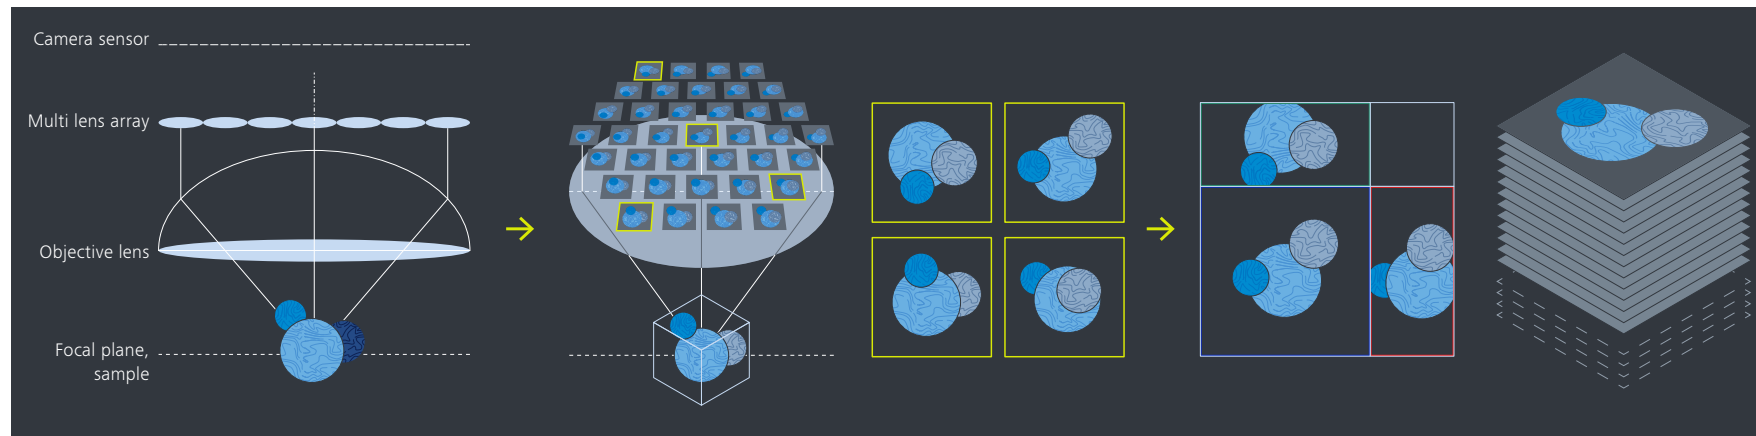 Camera sensor
Multi lens array
Objective lens
Focal plane,
sample